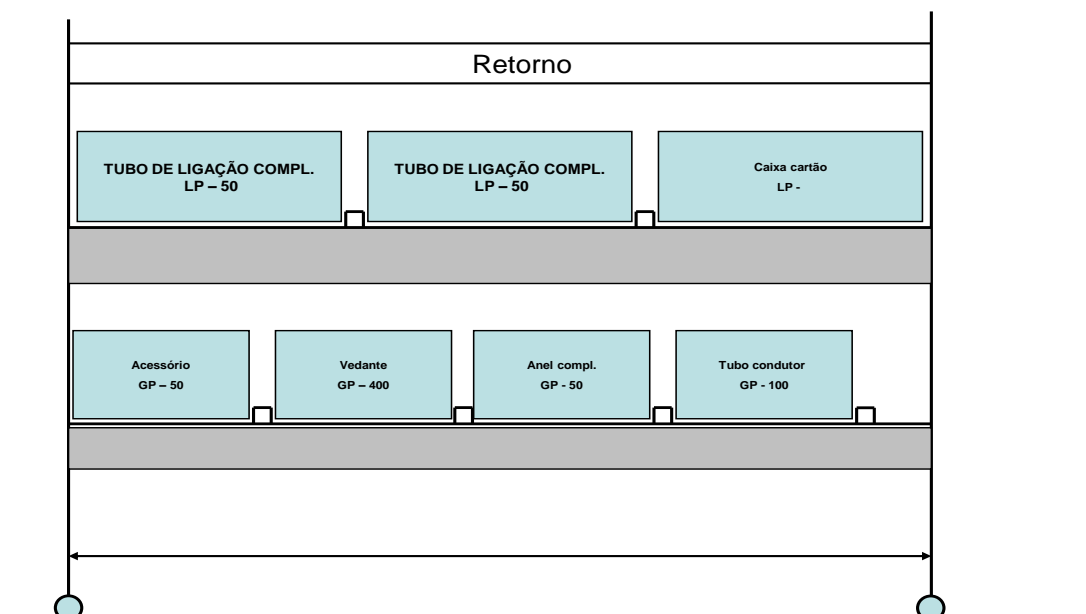 Retorno
TUBO DE LIGAÇÃO COMPL.
LP – 50
TUBO DE LIGAÇÃO COMPL.
LP – 50
Caixa cartão
LP -
Acessório
GP – 50
Vedante
GP – 400
Anel compl.
GP - 50
Tubo condutor
GP - 100